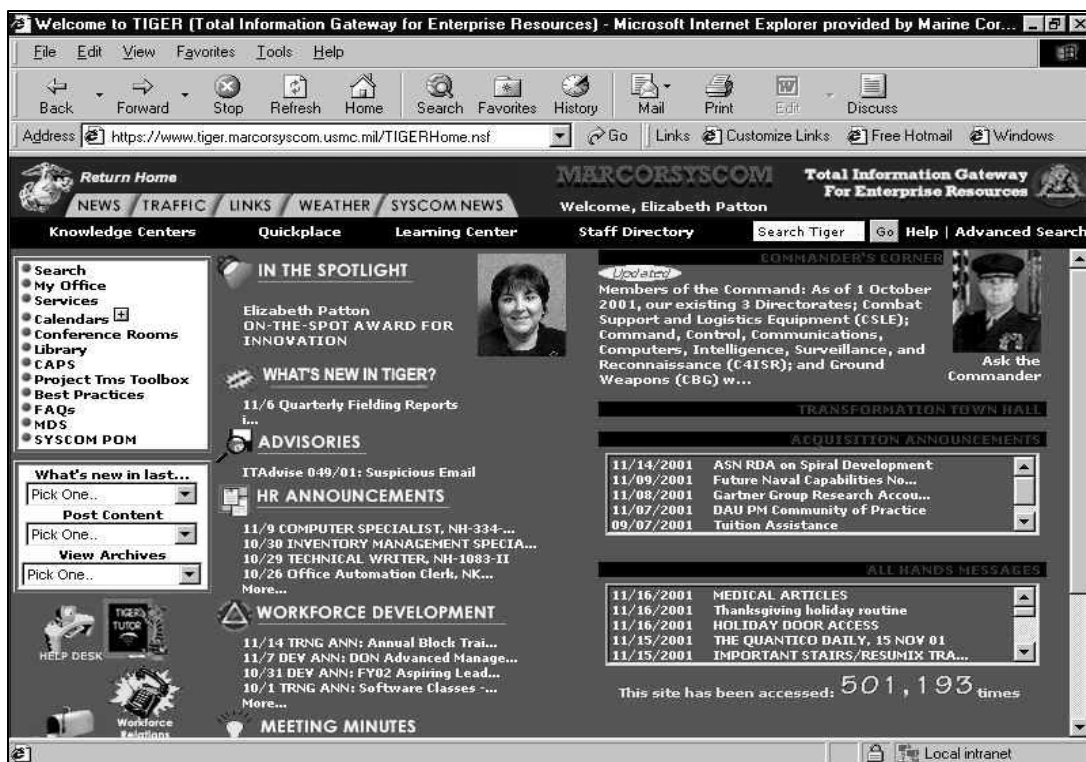 Welcome to TIGER (Total Information Gateway for Enterprise Resources) - Microsoft Internet Explorer provided by Marine Cor...
File Edit View Favorites Tools Help
Back Forward Stop Refresh Home Search Favorites History Mail Print Edit Discuss
Address https://www.tiger.marcorsyscom.usmc.mil/TIGERHome.nsf Go Links Customize Links Free Hotmail Windows
Return Home
MARCORSYSCOM
Total Information Gateway
For Enterprise Resources
NEWS TRAFFIC LINKS WEATHER SYSCOM NEWS
Welcome, Elizabeth Patton
Knowledge Centers Quickplace Learning Center Staff Directory Search Tiger Go Help | Advanced Search
Search
My Office
Services
Calendars
Conference Rooms
Library
CAPS
Project Tms Toolbox
Best Practices
FAQs
MDS
SYSCOM POM
What's new in last...
Pick One..
Post Content
Pick One..
View Archives
Pick One..
HELP DESK
TIGERS TUTOR
Workforce
Relations
IN THE SPOTLIGHT
Elizabeth Patton
ON-THE-SPOT AWARD FOR
INNOVATION
WHAT'S NEW IN TIGER?
11/6 Quarterly Fielding Reports
i...
ADVISORIES
ITAdvise 049/01: Suspicious Email
HR ANNOUNCEMENTS
11/9 COMPUTER SPECIALIST, NH-334-...
10/30 INVENTORY MANAGEMENT SPECIA...
10/29 TECHNICAL WRITER, NH-1083-II
10/26 Office Automation Clerk, NK...
More...
WORKFORCE DEVELOPMENT
11/14 TRNG ANN: Annual Block Trai...
11/7 DEV ANN: DON Advanced Manage...
10/31 DEV ANN: FY02 Aspiring Lead...
10/1 TRNG ANN: Software Classes -...
More...
MEETING MINUTES
COMMANDER'S CORNER
Updated
Members of the Command: As of 1 October
2001, our existing 3 Directorates; Combat
Support and Logistics Equipment (CSLE);
Command, Control, Communications,
Computers, Intelligence, Surveillance, and
Reconnaissance (C4ISR); and Ground
Weapons (CBG) w...
Ask the
Commander
TRANSFORMATION TOWN HALL
ACQUISITION ANNOUNCEMENTS
11/14/2001 ASN RDA on Spiral Development
11/09/2001 Future Naval Capabilities No...
11/08/2001 Gartner Group Research Accou...
11/07/2001 DAU PM Community of Practice
09/07/2001 Tuition Assistance
ALL HANDS MESSAGES
11/16/2001 MEDICAL ARTICLES
11/16/2001 Thanksgiving holiday routine
11/16/2001 HOLIDAY DOOR ACCESS
11/15/2001 THE QUANTICO DAILY, 15 NOV 01
11/15/2001 IMPORTANT STAIRS/RESUMIX TRA...
This site has been accessed: 501,193 times
Local intranet